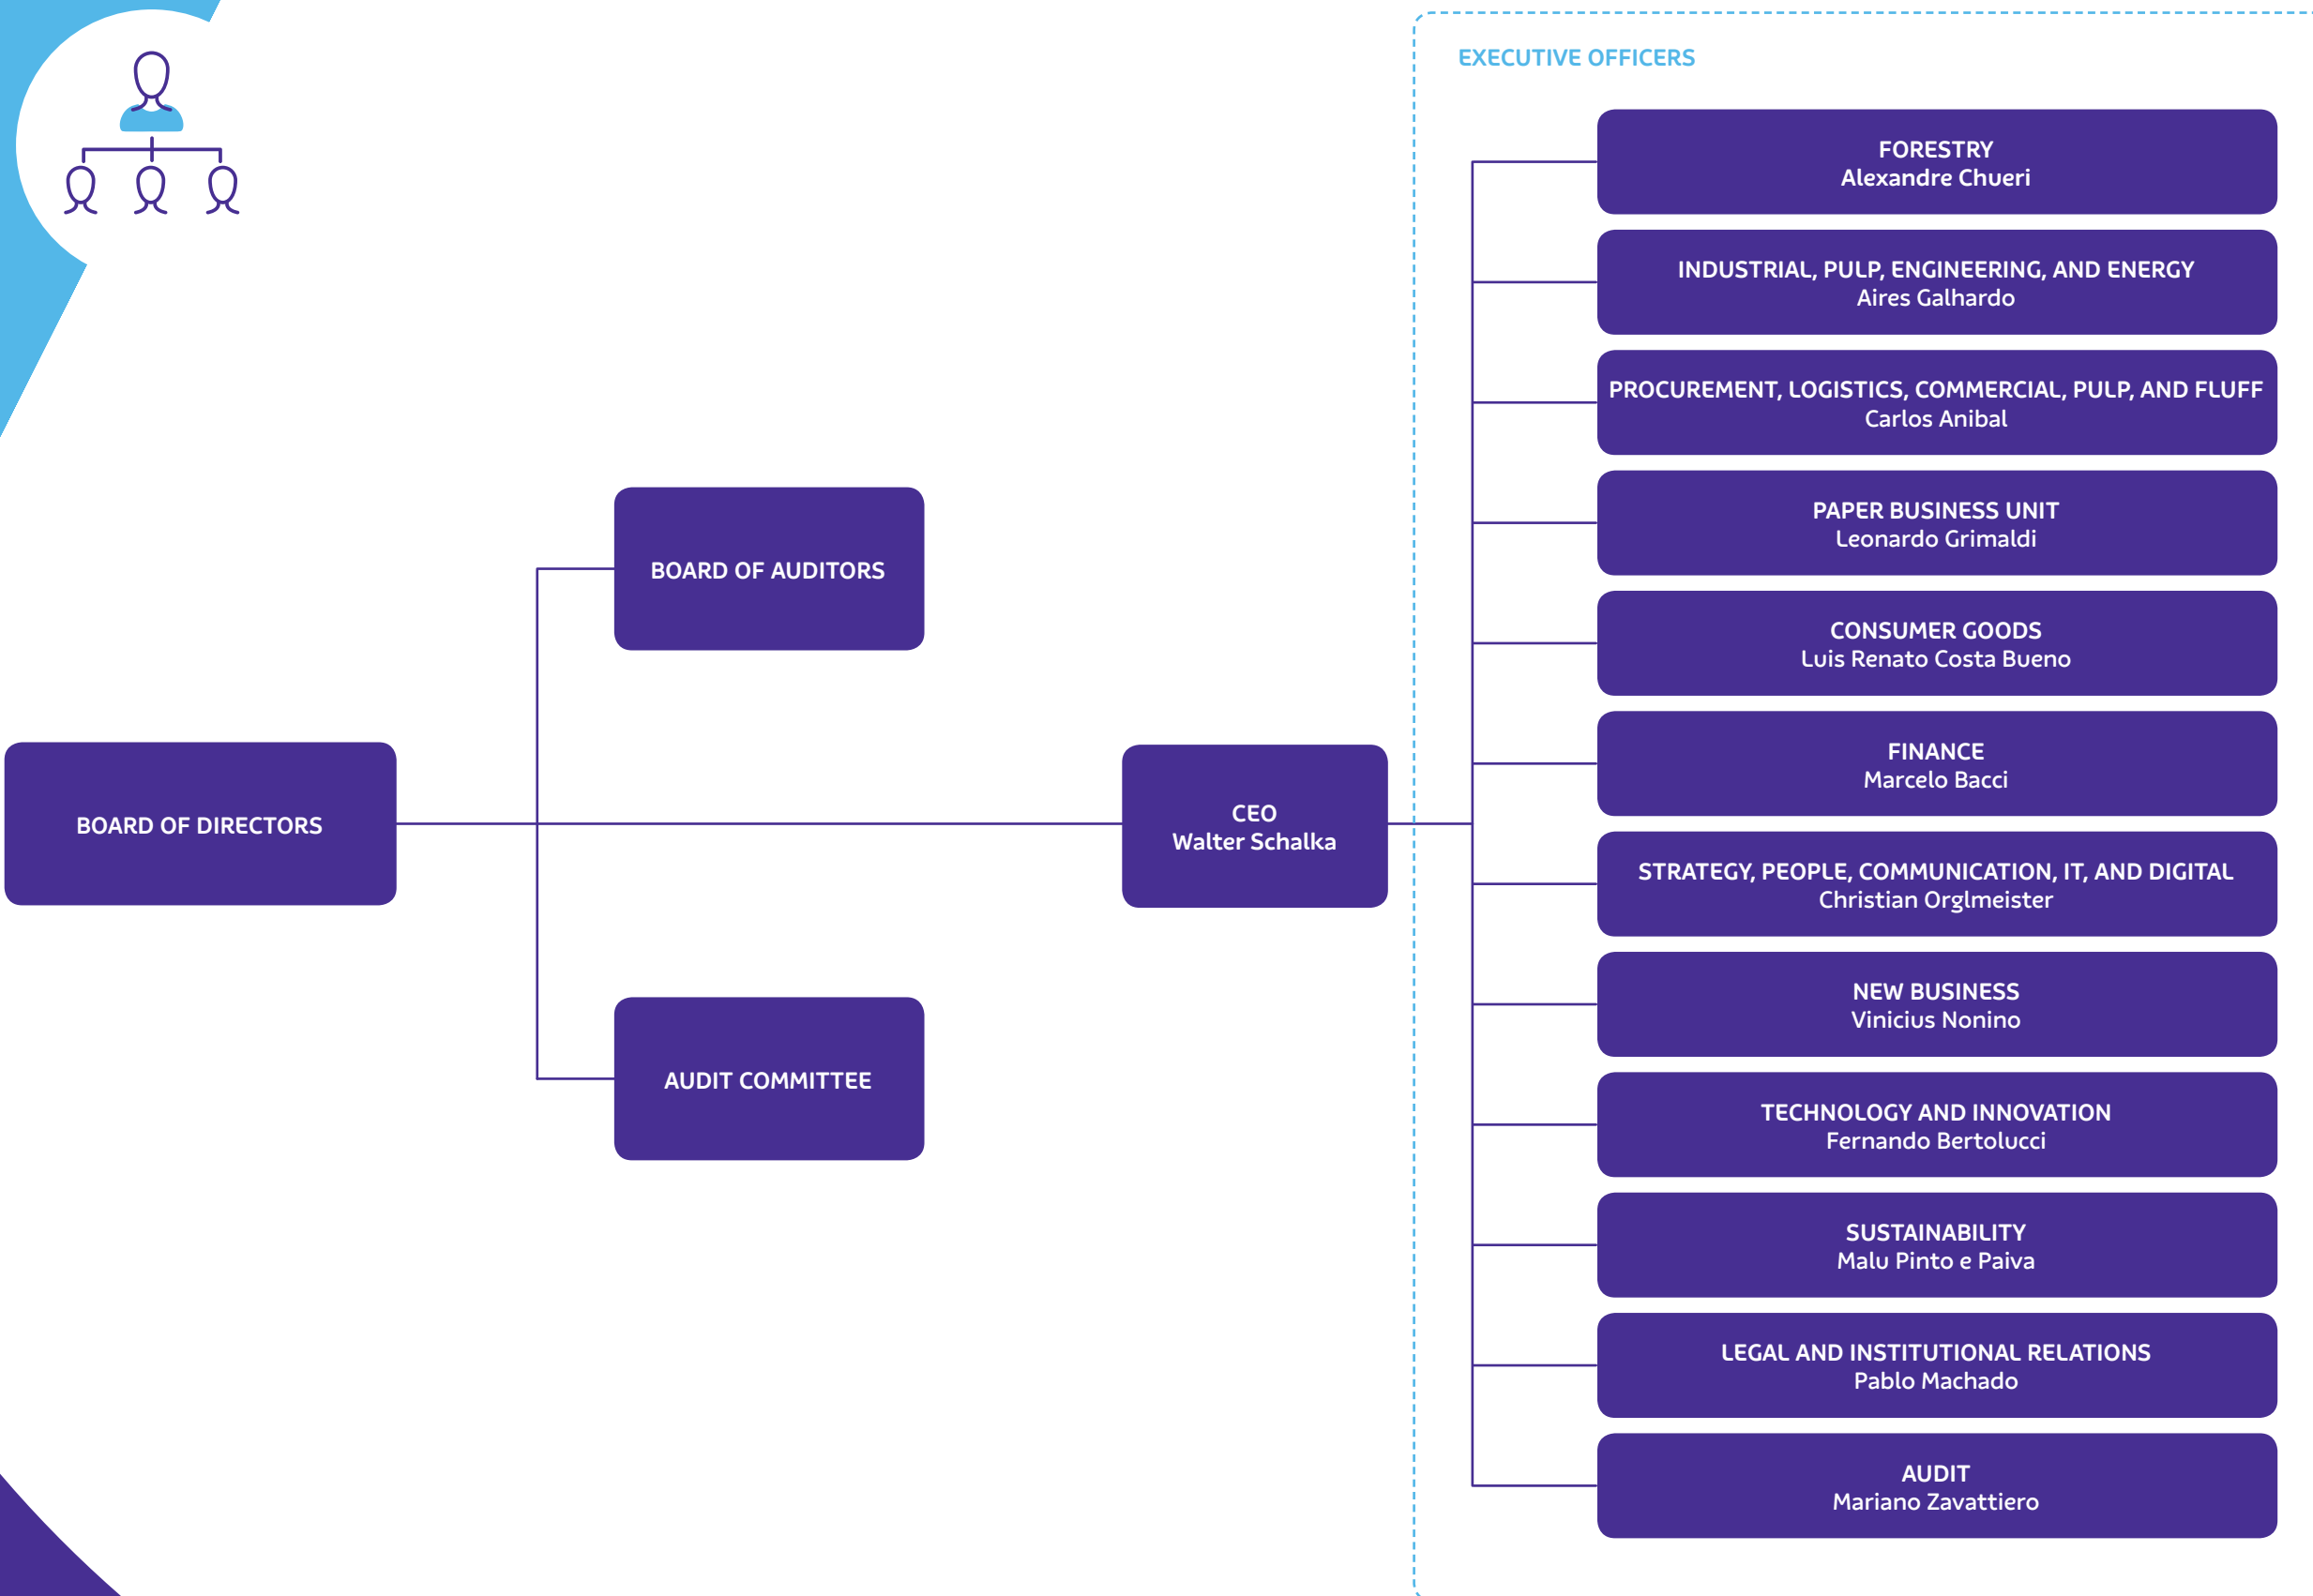 EXECUTIVE OFFICERS
FORESTRY
Alexandre Chueri
INDUSTRIAL, PULP, ENGINEERING, AND ENERGY
Aires Galhardo
PROCUREMENT, LOGISTICS, COMMERCIAL, PULP, AND FLUFF
Carlos Anibal
PAPER BUSINESS UNIT
Leonardo Grimaldi
BOARD OF AUDITORS
CONSUMER GOODS
Luis Renato Costa Bueno
FINANCE
Marcelo Bacci
BOARD OF DIRECTORS
CEO
Walter Schalka
STRATEGY, PEOPLE, COMMUNICATION, IT, AND DIGITAL
Christian Orglmeister
NEW BUSINESS
Vinicius Nonino
AUDIT COMMITTEE
TECHNOLOGY AND INNOVATION
Fernando Bertolucci
SUSTAINABILITY
Malu Pinto e Paiva
LEGAL AND INSTITUTIONAL RELATIONS
Pablo Machado
AUDIT
Mariano Zavattiero